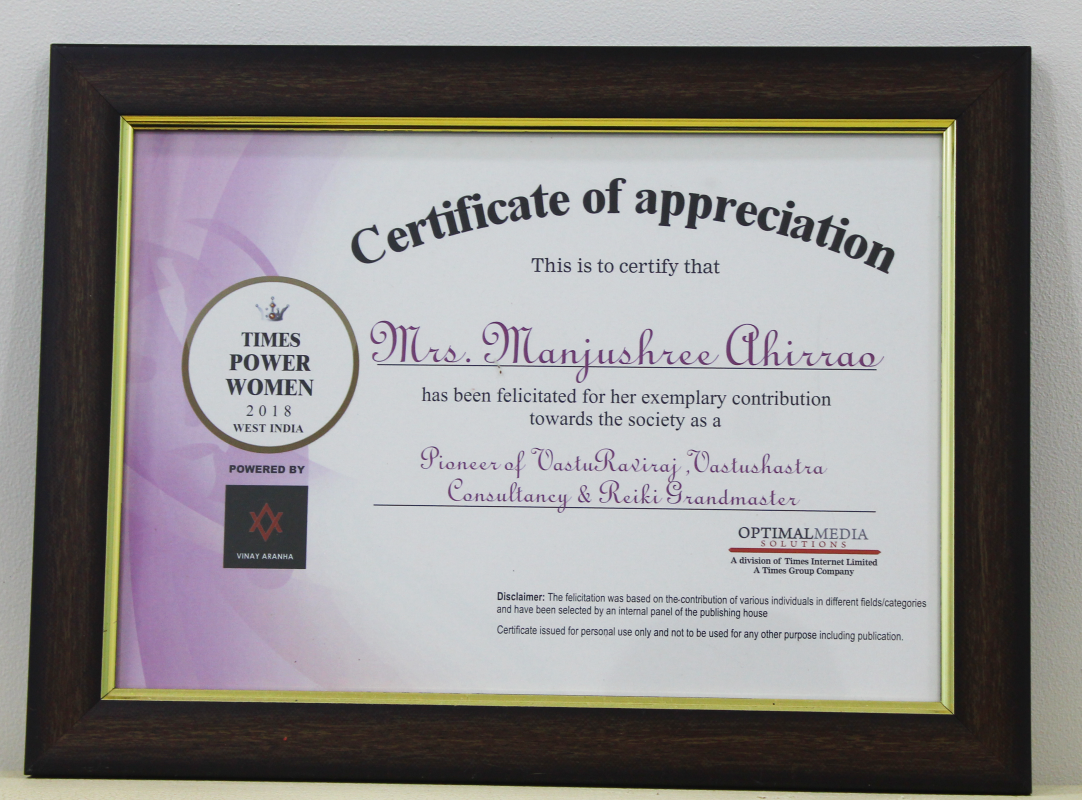 Certificate of appreciation
This is to certify that
Mrs. Manjushree Ahirrao
has been felicitated for her exemplary contribution
towards the society as a
Pioneer of VastuRaviraj ,Vastushastra
Consultancy & Reiki Grandmaster
TIMES
POWER
WOMEN
2018
WEST INDIA
POWERED BY
VINAY ARANHA
OPTIMALMEDIA
SOLUTIONS
A division of Times Internet Limited
A Times Group Company
Disclaimer: The felicitation was based on the contribution of various individuals in different fields/categories
and have been selected by an internal panel of the publishing house
Certificate issued for personal use only and not to be used for any other purpose including publication.